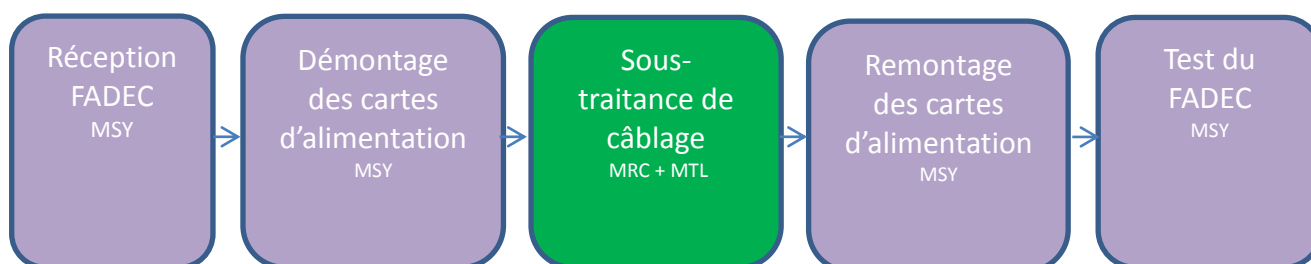 Réception
FADEC
MSY
Démontage
des cartes
d’alimentation
MSY
Sous-
traitance de
câblage
MRC + MTL
Remontage
des cartes
d’alimentation
MSY
Test du
FADEC
MSY